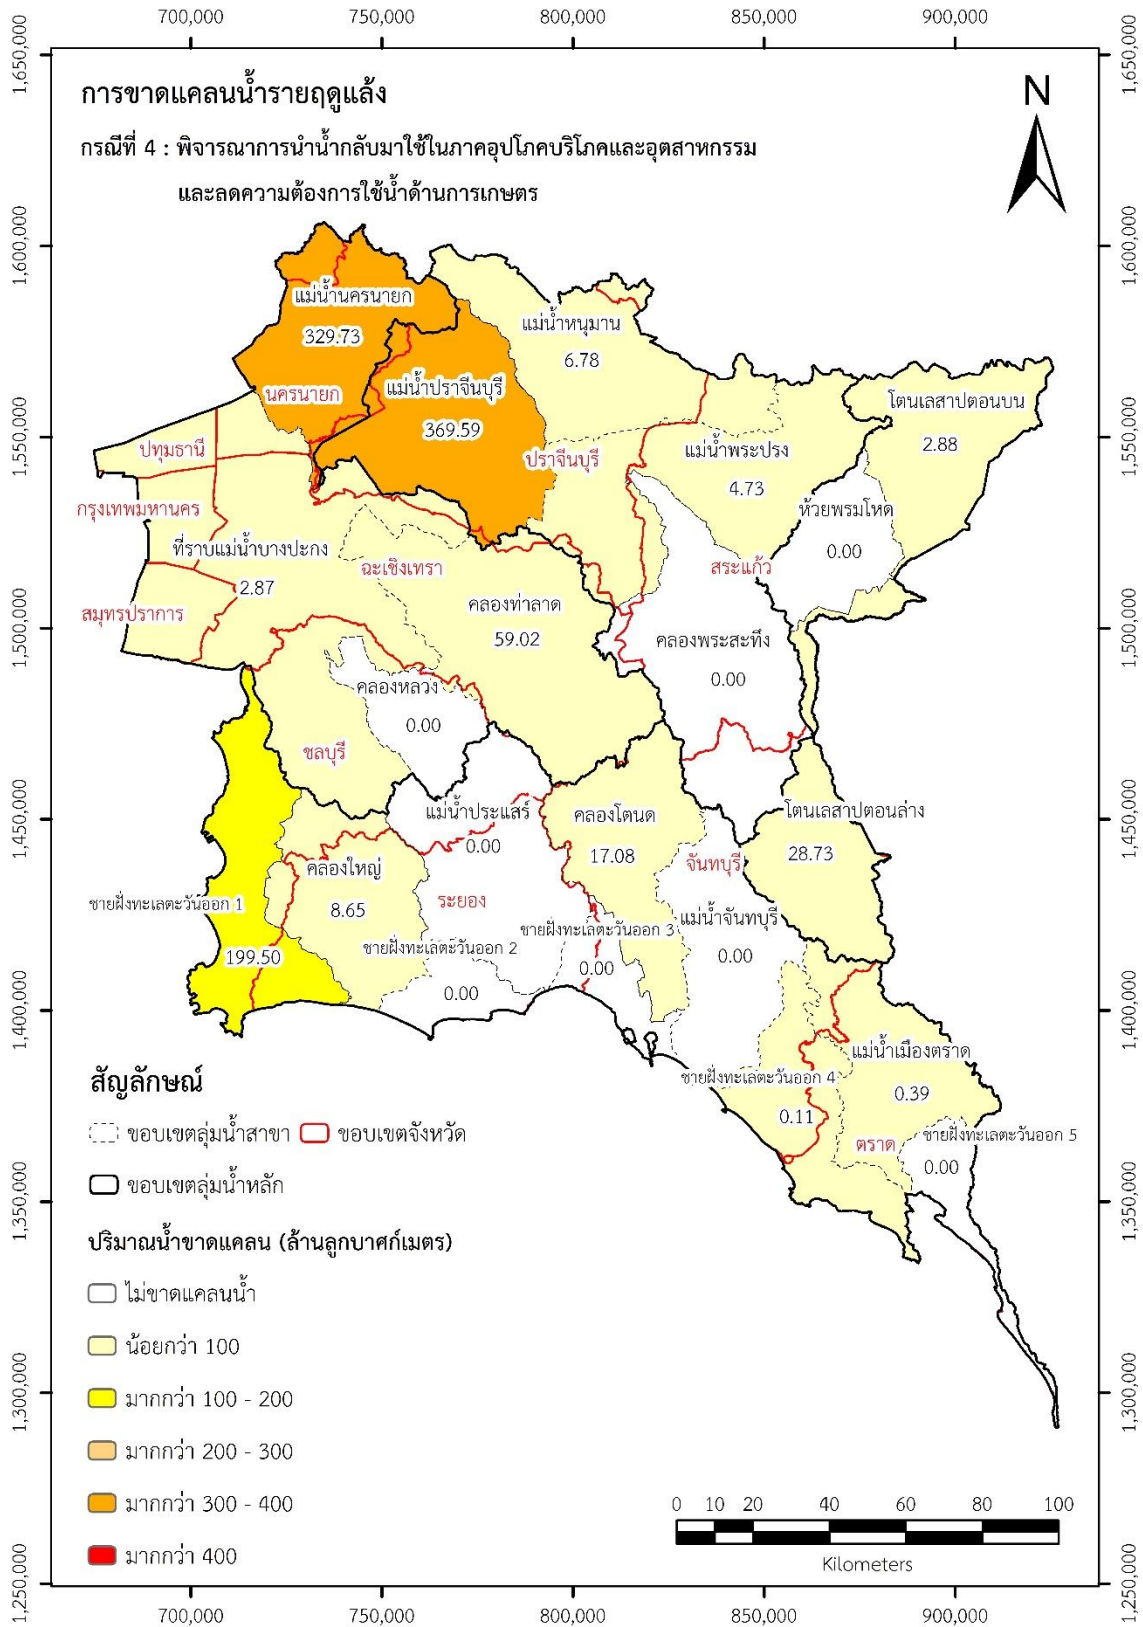 700,000 750,000 800,000 850,000 900,000
1,650,000 1,650,000
การขาดแคลนน้ำรายฤดูแล้ง
กรณีที่ 4 : พิจารณาการนำน้ำกลับมาใช้ในภาคอุปโภคบริโภคและอุตสาหกรรม
และลดความต้องการใช้น้ำด้านการเกษตร
N
1,600,000 1,600,000
แม่น้ำนครนายก
329.73
นครนายก
แม่น้ำหนุมาน
6.78
แม่น้ำปราจีนบุรี
369.59
ปราจีนบุรี
โตนเลสาปตอนบน
2.88
1,550,000 1,550,000
ปทุมธานี
แม่น้ำพระปรง
4.73
ห้วยพรมโหด
0.00
กรุงเทพมหานคร
ที่ราบแม่น้ำบางปะกง
2.87
ฉะเชิงเทรา
สระแก้ว
สมุทรปราการ
คลองท่าลาด
59.02
คลองพระสะทึง
0.00
1,500,000 1,500,000
คลองหลวง
0.00
ชลบุรี
แม่น้ำประแสร์
0.00
คลองโตนด
17.08
โตนเลสาปตอนล่าง
28.73
1,450,000 1,450,000
คลองใหญ่
8.65
ระยอง
จันทบุรี
ชายฝั่งทะเลตะวันออก 1
199.50
ชายฝั่งทะเลตะวันออก 2
0.00
ชายฝั่งทะเลตะวันออก 3
0.00
แม่น้ำจันทบุรี
0.00
1,400,000 1,400,000
แม่น้ำเมืองตราด
0.39
ชายฝั่งทะเลตะวันออก 4
0.11
ตราด
ชายฝั่งทะเลตะวันออก 5
0.00
สัญลักษณ์
ขอบเขตลุ่มน้ำสาขา ขอบเขตจังหวัด
ขอบเขตลุ่มน้ำหลัก
1,350,000 1,350,000
ปริมาณน้ำขาดแคลน (ล้านลูกบาศก์เมตร)
ไม่ขาดแคลนน้ำ
น้อยกว่า 100
มากกว่า 100 - 200
1,300,000 1,300,000
มากกว่า 200 - 300
มากกว่า 300 - 400
มากกว่า 400
0 10 20 40 60 80 100
Kilometers
1,250,000 1,250,000
700,000 750,000 800,000 850,000 900,000